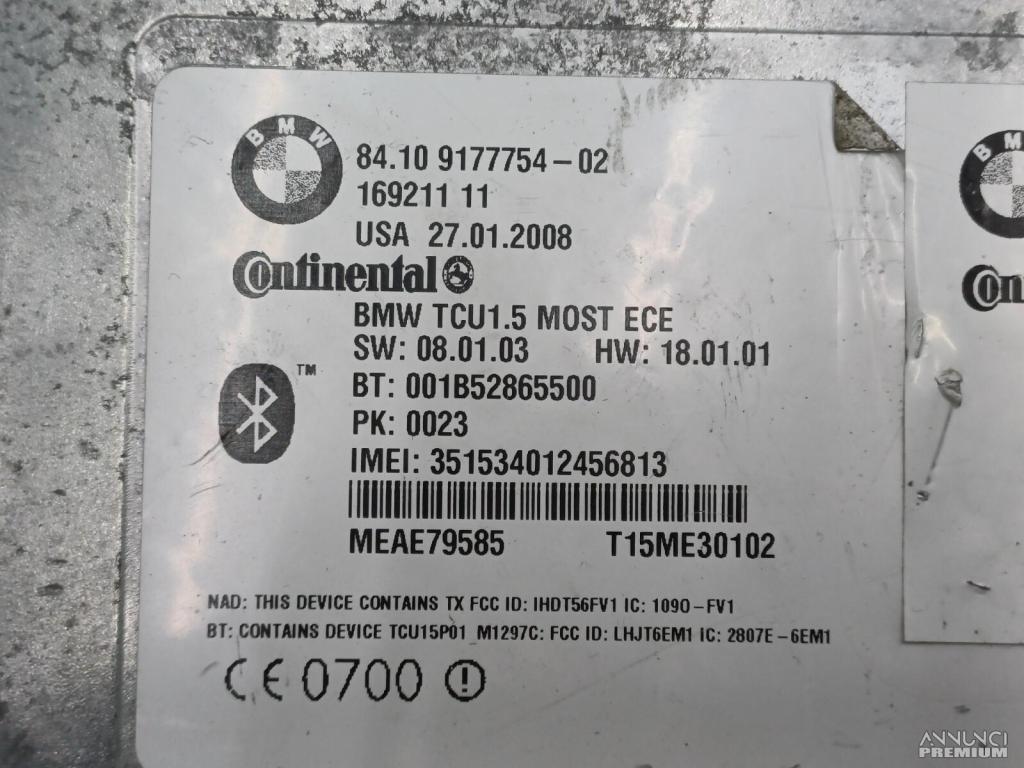 BMW
84.10 9177754-02
169211 11
USA 27.01.2008
Continental
BMW TCU1.5 MOST ECE
SW: 08.01.03 HW: 18.01.01
TM
BT: 001B52865500
PK: 0023
IMEI: 351534012456813
MEAE79585 T15ME30102
NAD: THIS DEVICE CONTAINS TX FCC ID: IHDT56FV1 IC: 1090-FV1
BT: CONTAINS DEVICE TCU15P01_M1297C: FCC ID: LHJT6EM1 IC: 2807E-6EM1
CE 0700
BM
Con
ANNUNCI
PREMIUM